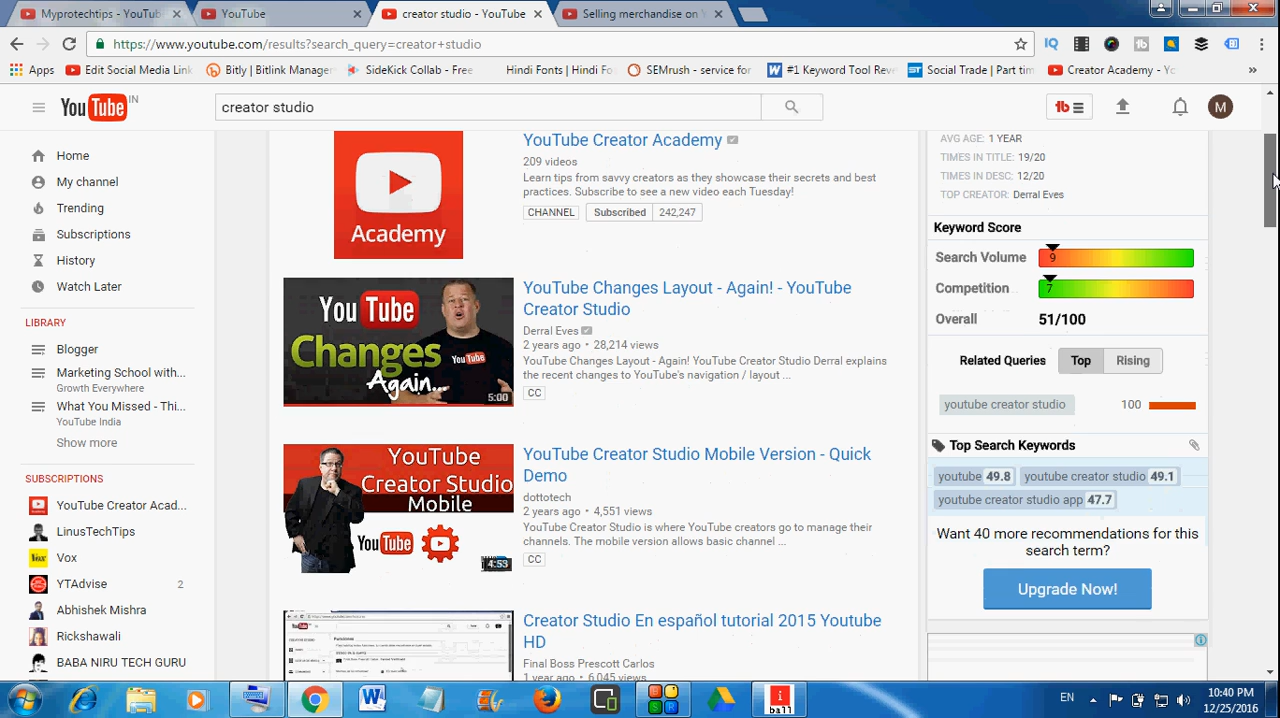 Myprotechtips - YouTub
YouTube
creator studio - YouTube
Selling merchandise on Y
https://www.youtube.com/results?search_query=creator+studio
Apps
Edit Social Media Link
Bitly | Bitlink Manager
SideKick Collab - Free
Hindi Fonts | Hindi Fo
SEMrush - service for
#1 Keyword Tool Reve
Social Trade | Part tim
Creator Academy - Yo
YouTube IN
creator studio
M
Home
My channel
Trending
Subscriptions
History
Watch Later
LIBRARY
Blogger
Marketing School with...
Growth Everywhere
What You Missed - Thi...
YouTube India
Show more
SUBSCRIPTIONS
YouTube Creator Acad...
LinusTechTips
Vox
YTAdvise 2
Abhishek Mishra
Rickshawali
BABA NIRU TECH GURU
Academy
YouTube Creator Academy
209 videos
Learn tips from savvy creators as they showcase their secrets and best
practices. Subscribe to see a new video each Tuesday!
CHANNEL Subscribed 242,247
YouTube
Changes
Again...
YouTube
5:00
YouTube Changes Layout - Again! - YouTube
Creator Studio
Derral Eves
2 years ago • 28,214 views
YouTube Changes Layout - Again! YouTube Creator Studio Derral explains
the recent changes to YouTube's navigation / layout ...
CC
YouTube
Creator Studio
Mobile
YouTube
4:53
YouTube Creator Studio Mobile Version - Quick
Demo
dottotech
2 years ago • 4,551 views
YouTube Creator Studio is where YouTube creators go to manage their
channels. The mobile version allows basic channel ...
CC
Creator Studio En español tutorial 2015 Youtube
HD
Final Boss Prescott Carlos
1 year ago • 6,045 views
AVG AGE: 1 YEAR
TIMES IN TITLE: 19/20
TIMES IN DESC: 12/20
TOP CREATOR: Derral Eves
Keyword Score
Search Volume 9
Competition 7
Overall 51/100
Related Queries Top Rising
youtube creator studio 100
Top Search Keywords
youtube 49.8 youtube creator studio 49.1
youtube creator studio app 47.7
Want 40 more recommendations for this
search term?
Upgrade Now!
EN
10:40 PM
12/25/2016